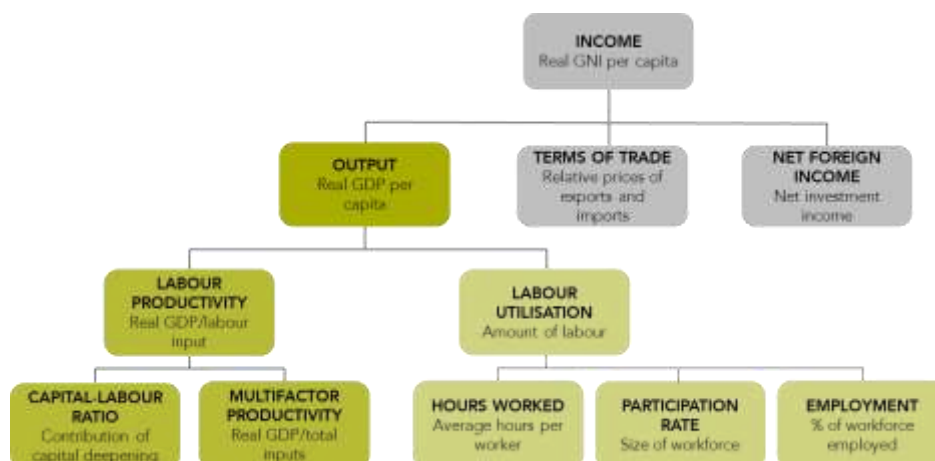 INCOME
Real GNI per capita
OUTPUT
Real GDP per
capita
TERMS OF TRADE
Relative prices of
exports and
imports
NET FOREIGN
INCOME
Net investment
income
LABOUR
PRODUCTIVITY
Real GDP/labour
input
LABOUR
UTILISATION
Amount of labour
CAPITAL-LABOUR
RATIO
Contribution of
capital deepening
MULTIFACTOR
PRODUCTIVITY
Real GDP/total
inputs
HOURS WORKED
Average hours per
worker
PARTICIPATION
RATE
Size of workforce
EMPLOYMENT
% of workforce
employed